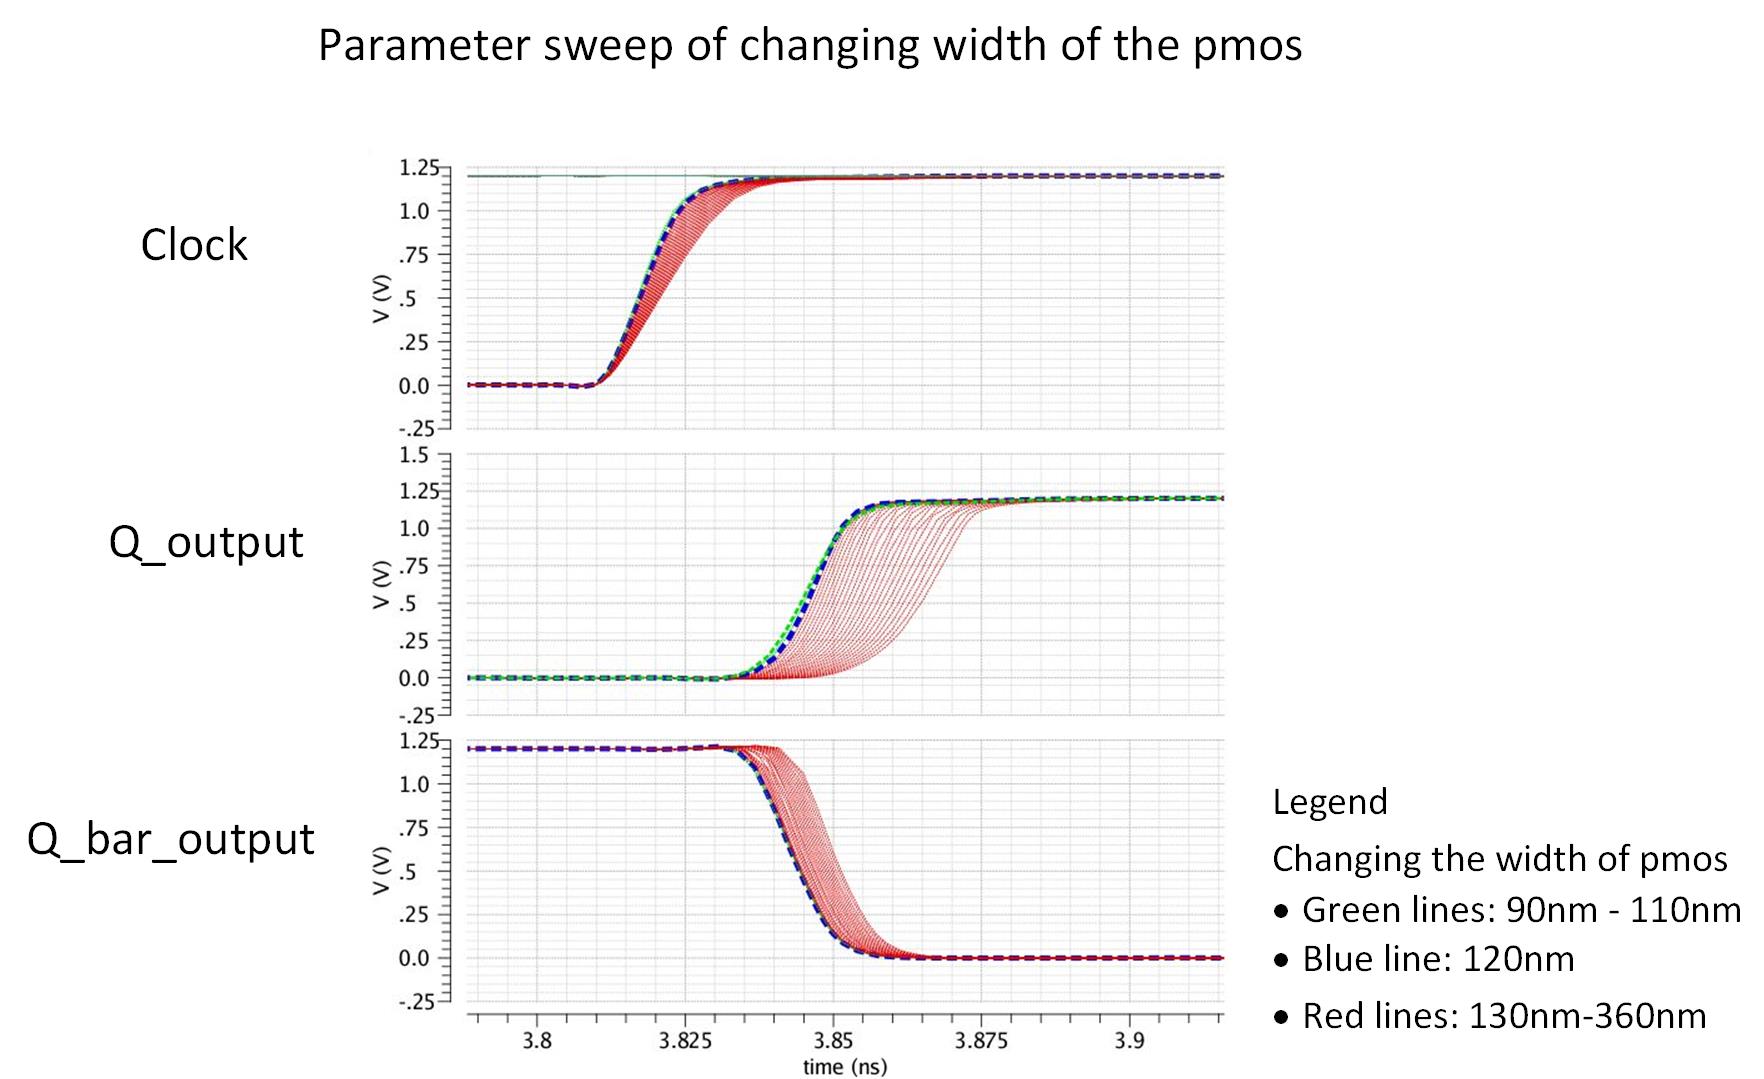 Parameter sweep of changing width of the pmos
Clock
V (V)
1.25
1.0
.75
.5
.25
0.0
-.25
Q_output
V (V)
1.5
1.25
1.0
.75
.5
.25
0.0
-.25
Q_bar_output
V (V)
1.25
1.0
.75
.5
.25
0.0
-.25
3.8 3.825 3.85 3.875 3.9
time (ns)
Legend
Changing the width of pmos
• Green lines: 90nm - 110nm
• Blue line: 120nm
• Red lines: 130nm-360nm